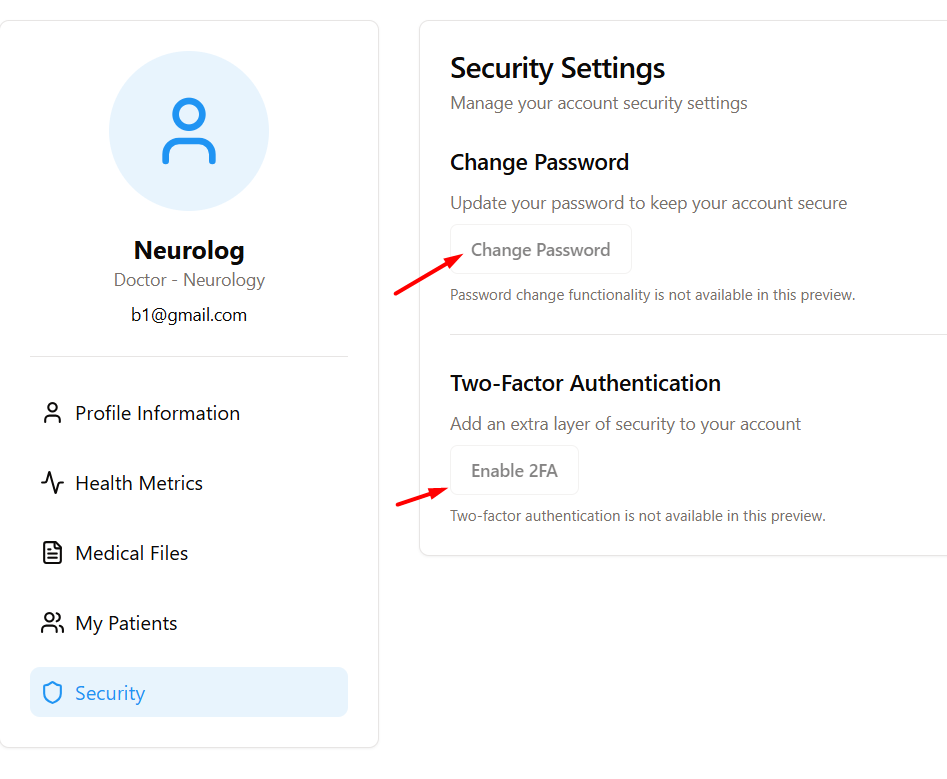 Neurolog
Doctor - Neurology
b1@gmail.com
Profile Information
Health Metrics
Medical Files
My Patients
Security
Security Settings
Manage your account security settings
Change Password
Update your password to keep your account secure
Change Password
Password change functionality is not available in this preview.
Two-Factor Authentication
Add an extra layer of security to your account
Enable 2FA
Two-factor authentication is not available in this preview.